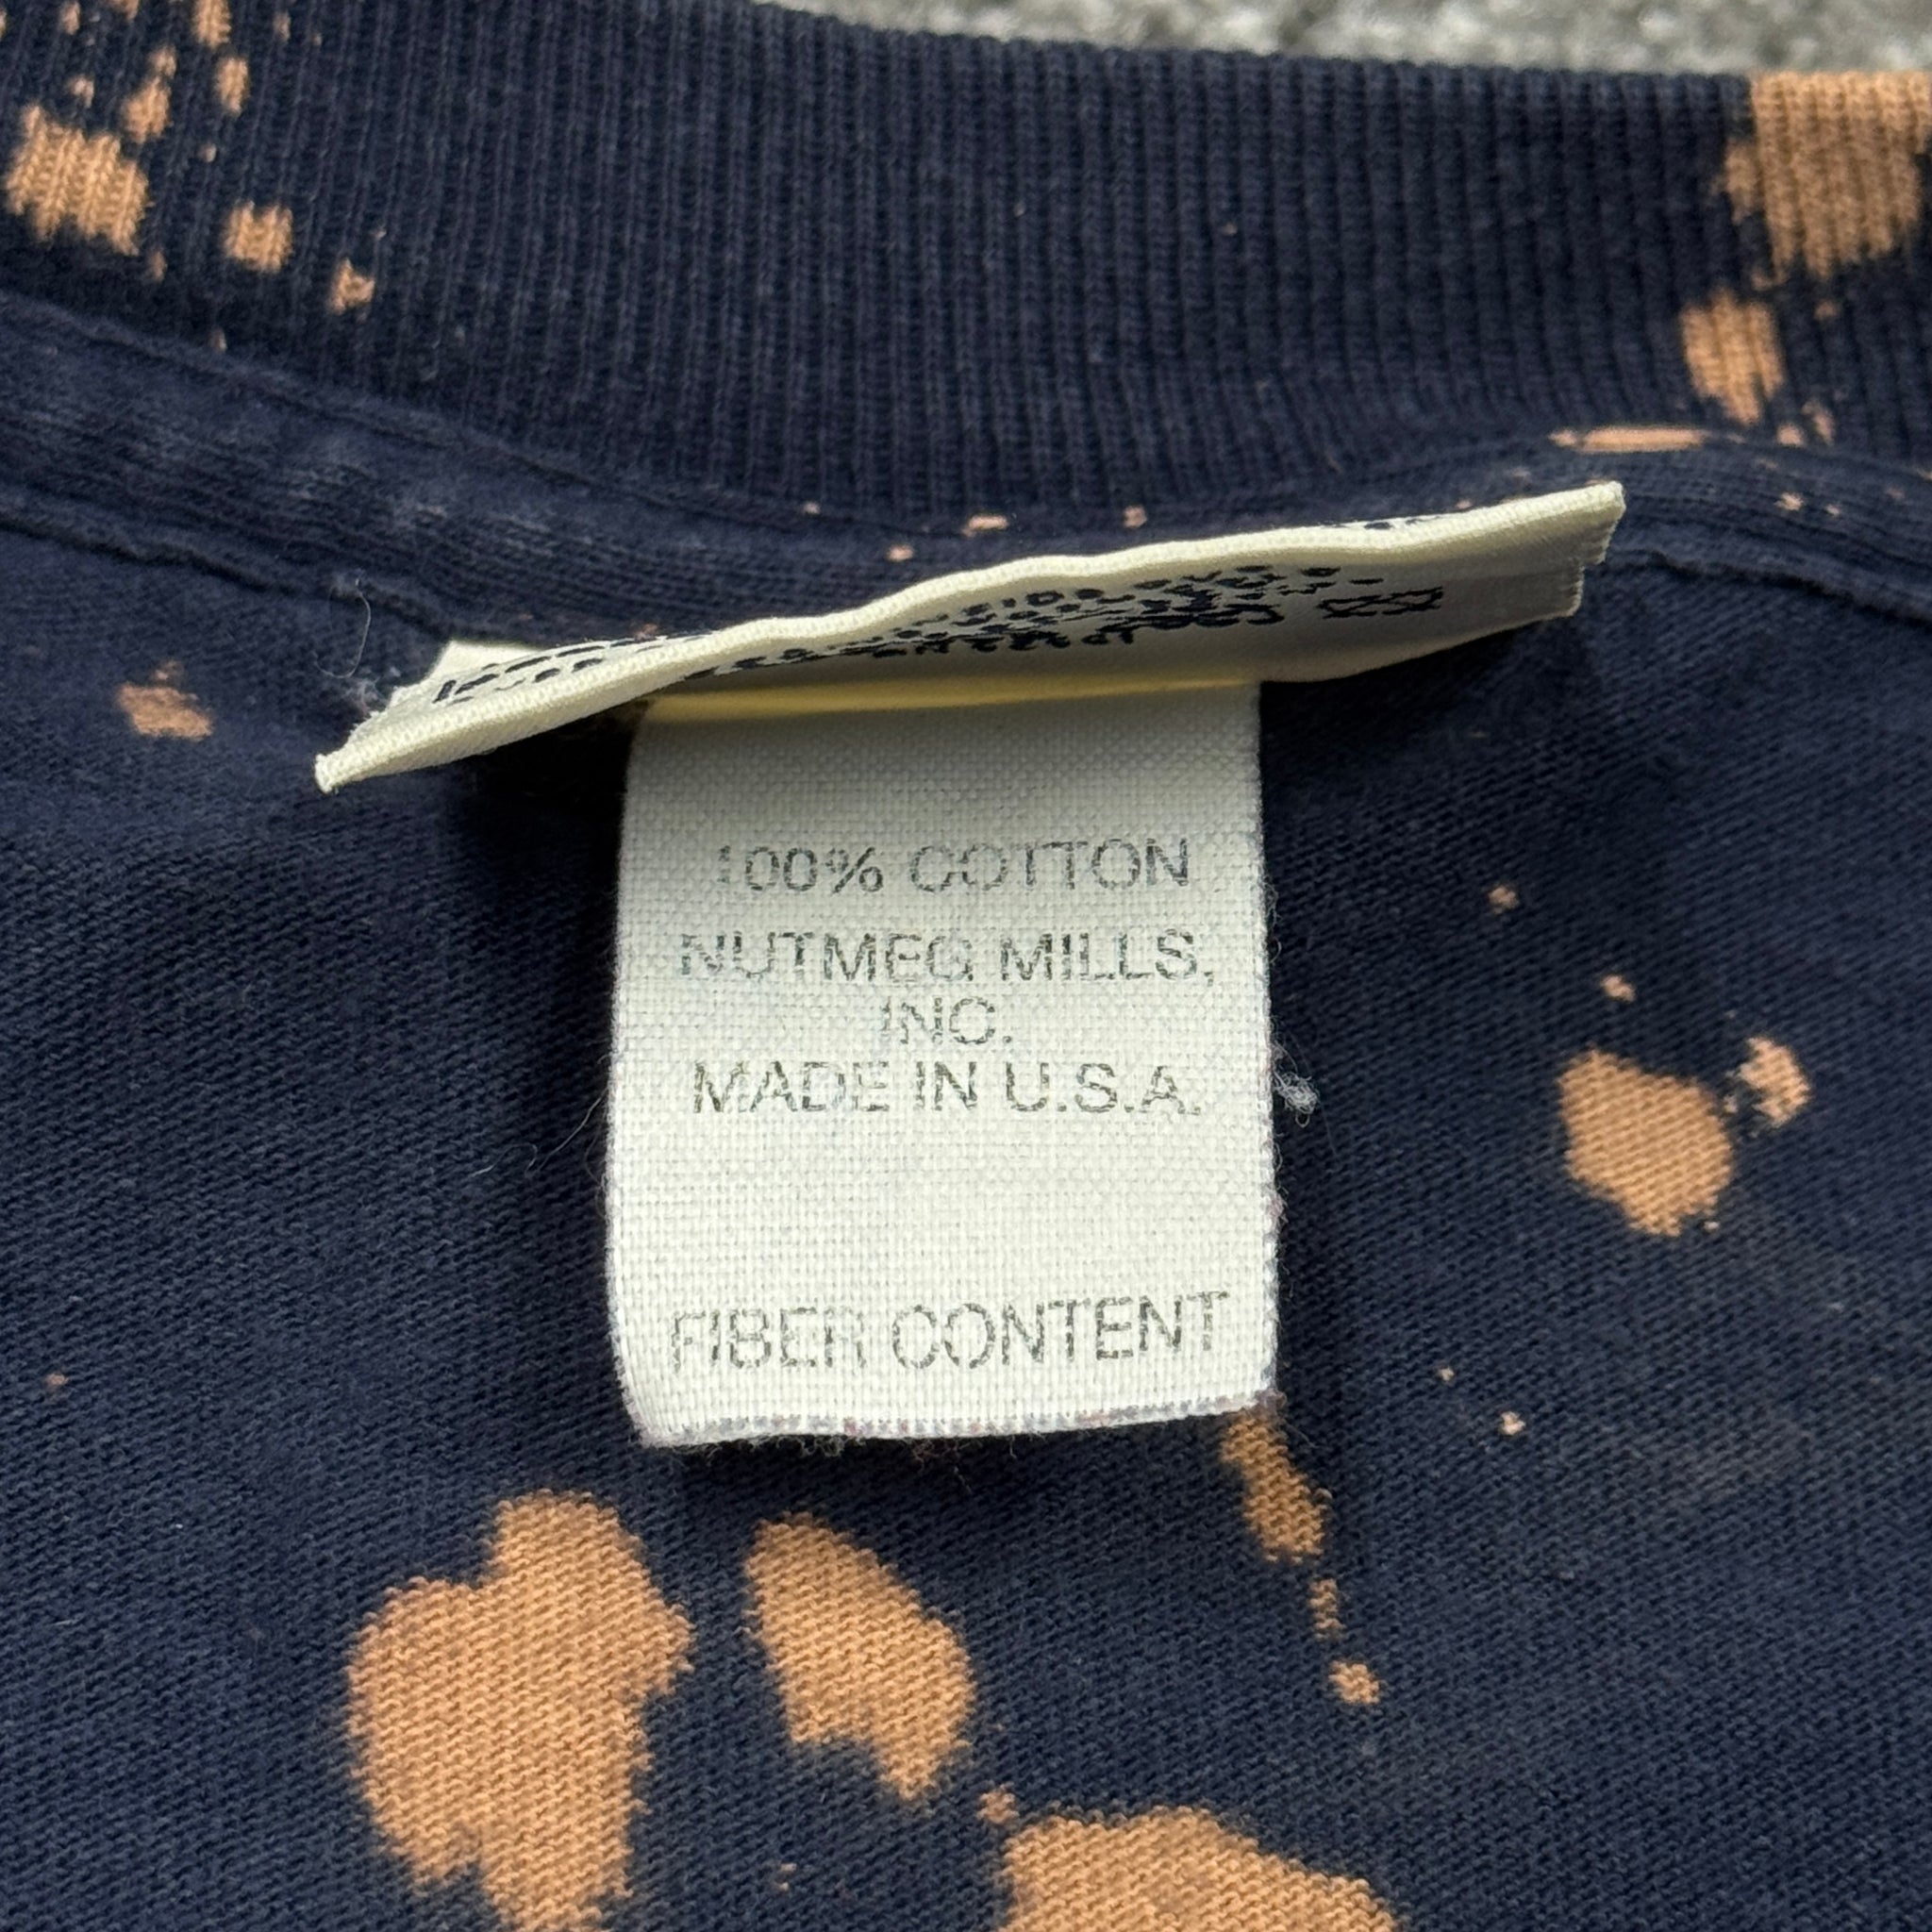 100% COTTON
NUTMEG MILLS,
INC.
MADE IN U.S.A.
FIBER CONTENT